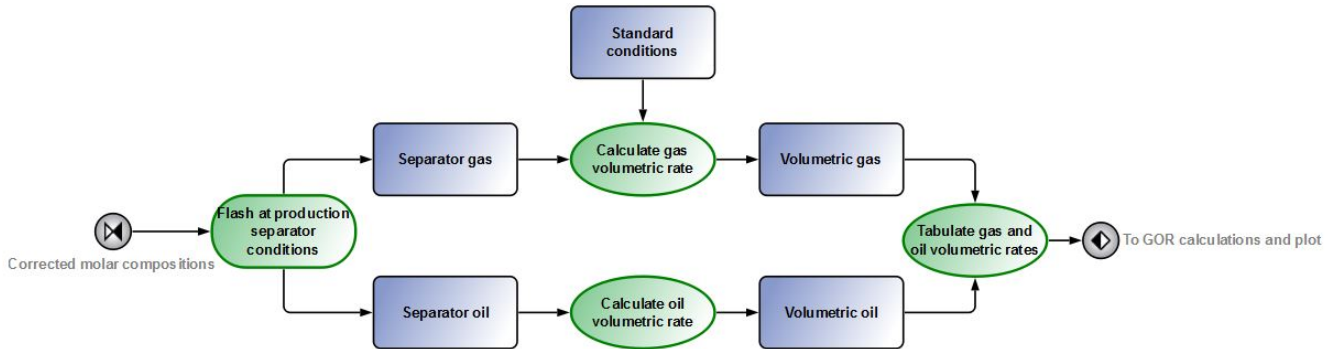 Standard
conditions
Separator gas
Calculate gas
volumetric rate
Volumetric gas
Flash at production
separator
conditions
Corrected molar compositions
Tabulate gas and
oil volumetric rates
To GOR calculations and plot
Separator oil
Calculate oil
volumetric rate
Volumetric oil